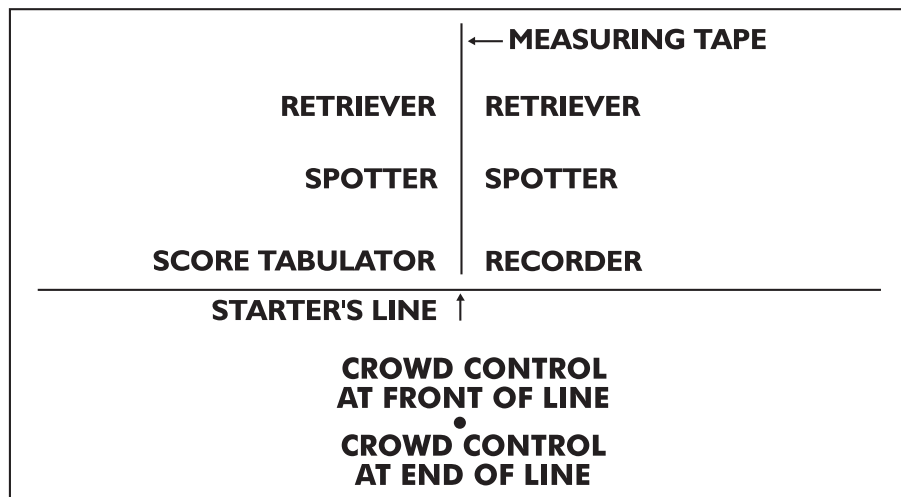 ← MEASURING TAPE
RETRIEVER RETRIEVER
SPOTTER SPOTTER
SCORE TABULATOR RECORDER
STARTER'S LINE ↑
CROWD CONTROL
AT FRONT OF LINE
•
CROWD CONTROL
AT END OF LINE